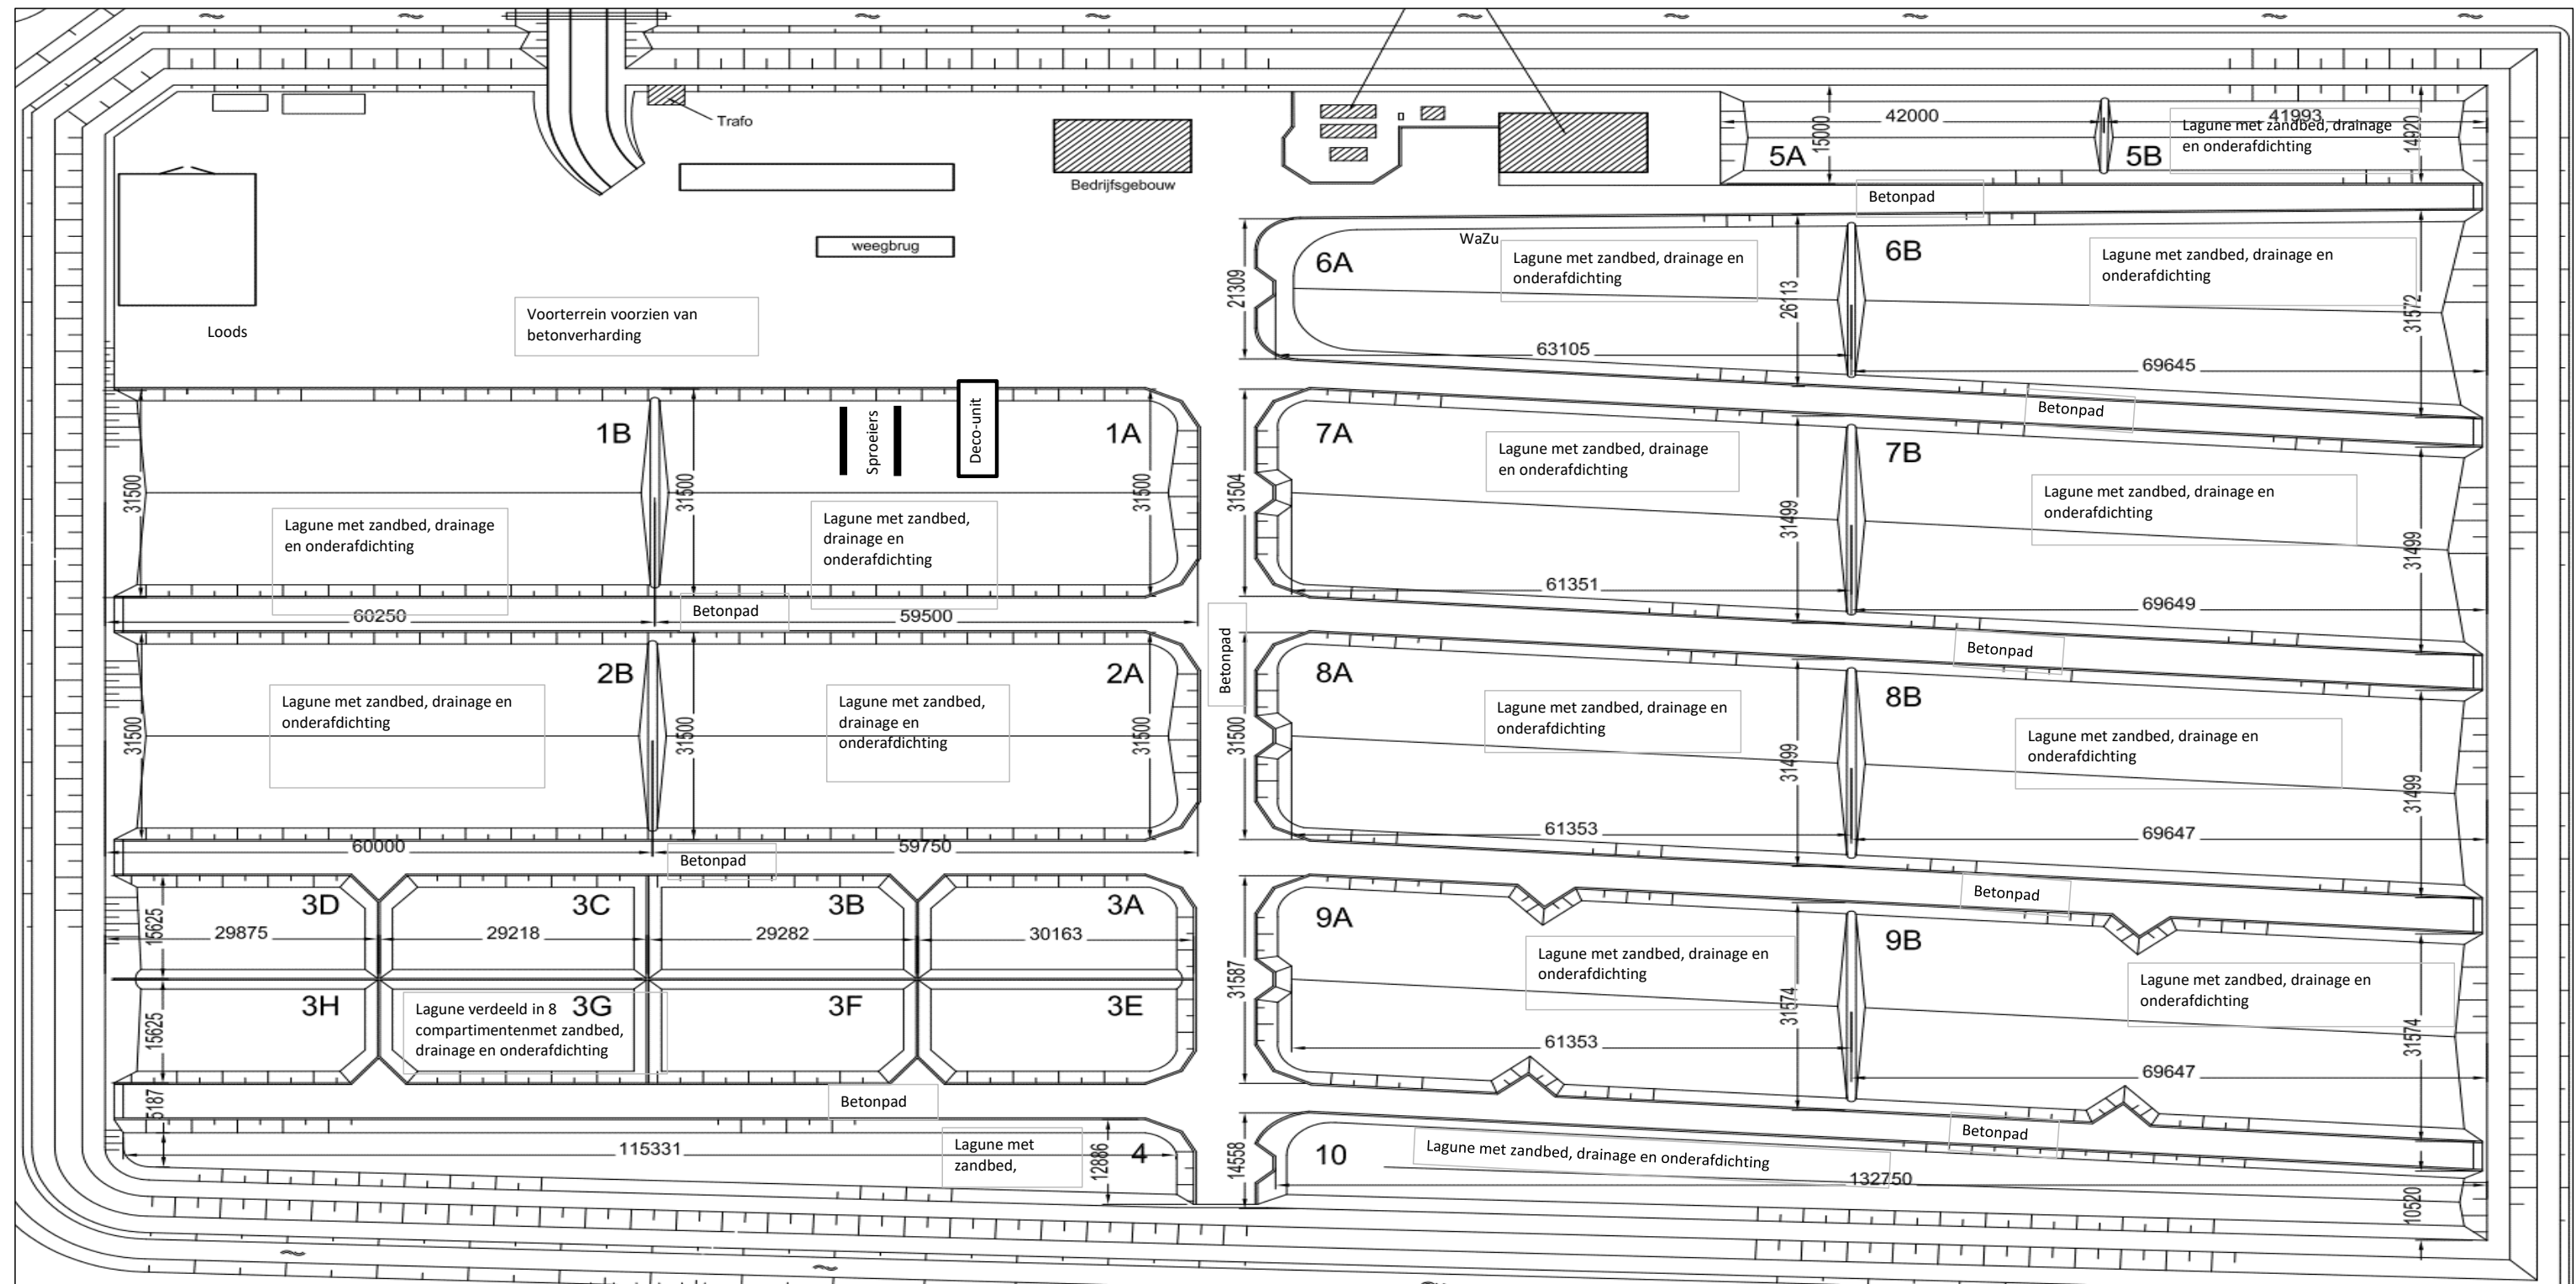 Trafo
Bedrijfsgebouw
weegbrug
Loods
Voorterrein voorzien van
betonverharding
42000
41993
15000
14920
5A
5B
Lagune met zandbed, drainage
en onderafdichting
Betonpad
WaZu
6A
21309
Lagune met zandbed, drainage en
onderafdichting
26113
63105
6B
Lagune met zandbed, drainage en
onderafdichting
31572
69645
Betonpad
1B
31500
31500
Lagune met zandbed, drainage
en onderafdichting
60250
Sproeiers
Deco-unit
1A
31500
Lagune met zandbed,
drainage en
onderafdichting
59500
Betonpad
7A
31504
Lagune met zandbed, drainage
en onderafdichting
31499
61351
7B
Lagune met zandbed, drainage en
onderafdichting
31499
69649
Betonpad
Betonpad
2B
31500
31500
Lagune met zandbed, drainage en
onderafdichting
60000
2A
31500
Lagune met zandbed,
drainage en
onderafdichting
59750
Betonpad
8A
31500
Lagune met zandbed, drainage en
onderafdichting
31499
61353
8B
Lagune met zandbed, drainage en
onderafdichting
31499
69647
Betonpad
3D
3C
3B
3A
15625
29875
29218
29282
30163
3H
3G
3F
3E
15625
Lagune verdeeld in 8
compartimentenmet zandbed,
drainage en onderafdichting
5187
Betonpad
9A
31587
Lagune met zandbed, drainage en
onderafdichting
31574
61353
9B
Lagune met zandbed, drainage en
onderafdichting
31574
69647
Betonpad
115331
Lagune met
zandbed,
12886
4
14558
10
Lagune met zandbed, drainage en onderafdichting
132750
10520